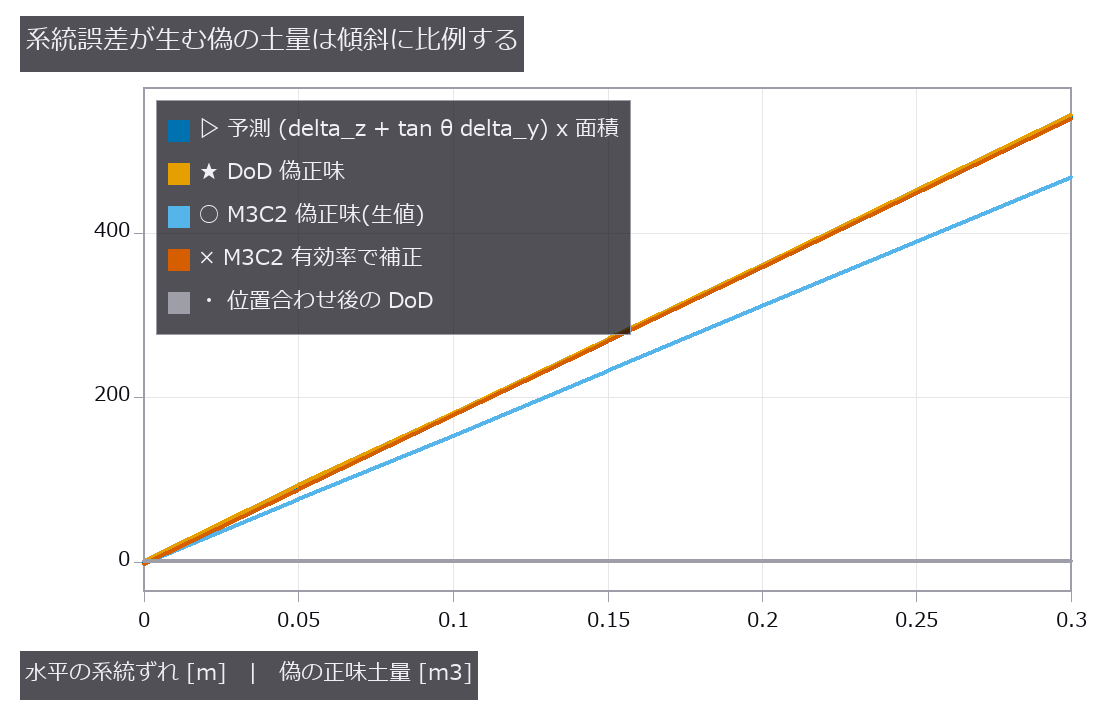 系統誤差が生む偽の土量は傾斜に比例する
▷ 予測 (delta_z + tan θ delta_y) x 面積
★ DoD 偽正味
○ M3C2 偽正味(生値)
× M3C2 有効率で補正
・ 位置合わせ後の DoD
400
200
0
0 0.05 0.1 0.15 0.2 0.25 0.3
水平の系統ずれ [m] | 偽の正味土量 [m3]